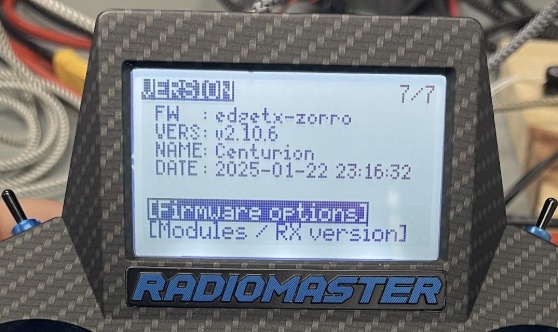 VERSION 7/7
FW : edgetx-zorro
VERS: v2.10.6
NAME: Centurion
DATE: 2025-01-22 23:16:32
[Firmware options]
[Modules / RX version]
RADIOMASTER